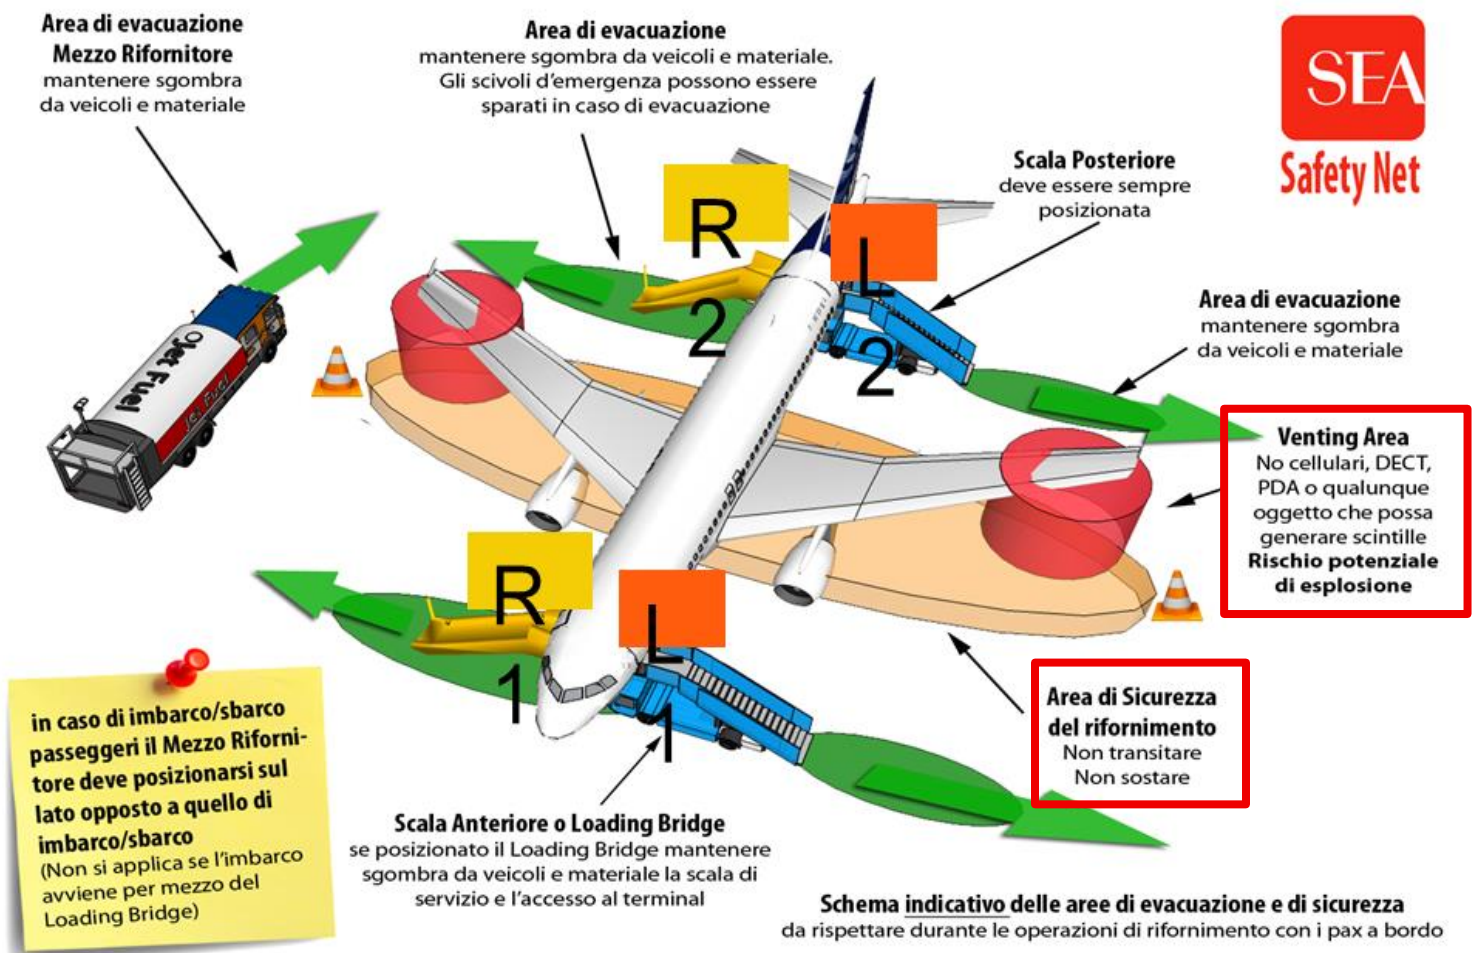 Area di evacuazione
Mezzo Rifornitore
mantenere sgombra
da veicoli e materiale
Area di evacuazione
mantenere sgombra da veicoli e materiale.
Gli scivoli d'emergenza possono essere
sparati in caso di evacuazione
SEA
Safety Net
Scala Posteriore
deve essere sempre
posizionata
R
2
L
2
Area di evacuazione
mantenere sgombra
da veicoli e materiale
Jet Fuel
Jet Fuel
Venting Area
No cellulari, DECT,
PDA o qualunque
oggetto che possa
generare scintille
Rischio potenziale
di esplosione
R
1
L
1
Area di Sicurezza
del rifornimento
Non transitare
Non sostare
in caso di imbarco/sbarco
passeggeri il Mezzo Riforni-
tore deve posizionarsi sul
lato opposto a quello di
imbarco/sbarco
(Non si applica se l'imbarco
avviene per mezzo del
Loading Bridge)
Scala Anteriore o Loading Bridge
se posizionato il Loading Bridge mantenere
sgombra da veicoli e materiale la scala di
servizio e l'accesso al terminal
Schema indicativo delle aree di evacuazione e di sicurezza
da rispettare durante le operazioni di rifornimento con i pax a bordo